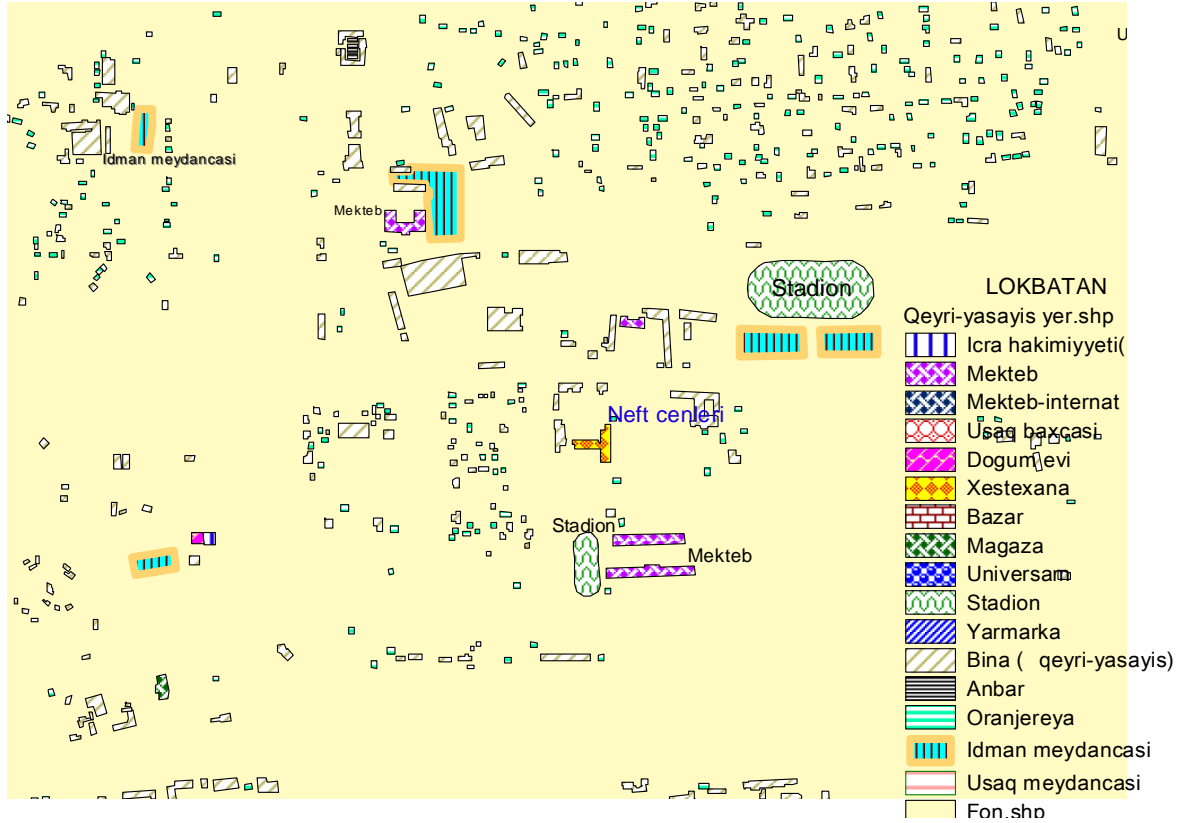 U
Idman meydancasi
Mekteb
Stadion
Neft cenleri
Stadion
Mekteb
LOKBATAN
Qeyri-yasayis yer.shp
Icra hakimiyyeti(
Mekteb
Mekteb-internat
Usaq baxcasi
Dogum evi
Xestexana
Bazar
Magaza
Universam
Stadion
Yarmarka
Bina ( qeyri-yasayis)
Anbar
Oranjereya
Idman meydancasi
Usaq meydancasi
Fon.shp